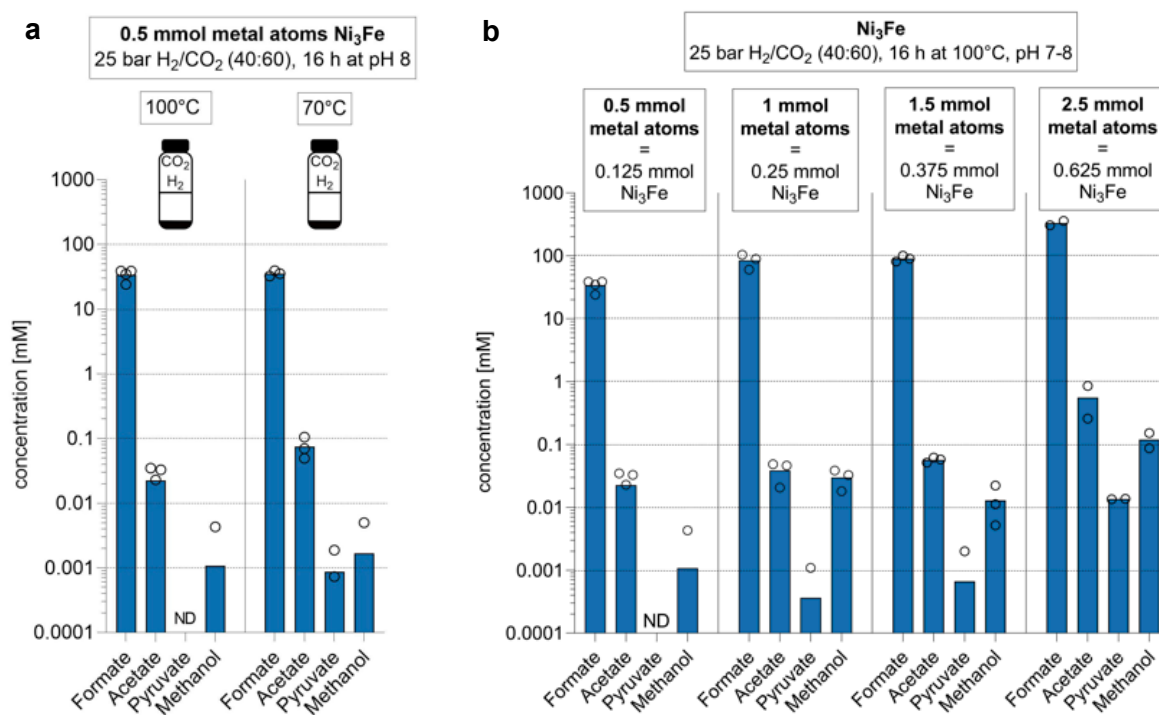 a
0.5 mmol metal atoms Ni₃Fe
25 bar H₂/CO₂ (40:60), 16 h at pH 8
100°C
70°C
CO₂
H₂
CO₂
H₂
concentration [mM]
1000
100
10
1
0.1
0.01
0.001
0.0001
ND
Formate
Acetate
Pyruvate
Methanol
Formate
Acetate
Pyruvate
Methanol
b
Ni₃Fe
25 bar H₂/CO₂ (40:60), 16 h at 100°C, pH 7-8
0.5 mmol
metal atoms
=
0.125 mmol
Ni₃Fe
1 mmol
metal atoms
=
0.25 mmol
Ni₃Fe
1.5 mmol
metal atoms
=
0.375 mmol
Ni₃Fe
2.5 mmol
metal atoms
=
0.625 mmol
Ni₃Fe
concentration [mM]
1000
100
10
1
0.1
0.01
0.001
0.0001
ND
Formate
Acetate
Pyruvate
Methanol
Formate
Acetate
Pyruvate
Methanol
Formate
Acetate
Pyruvate
Methanol
Formate
Acetate
Pyruvate
Methanol